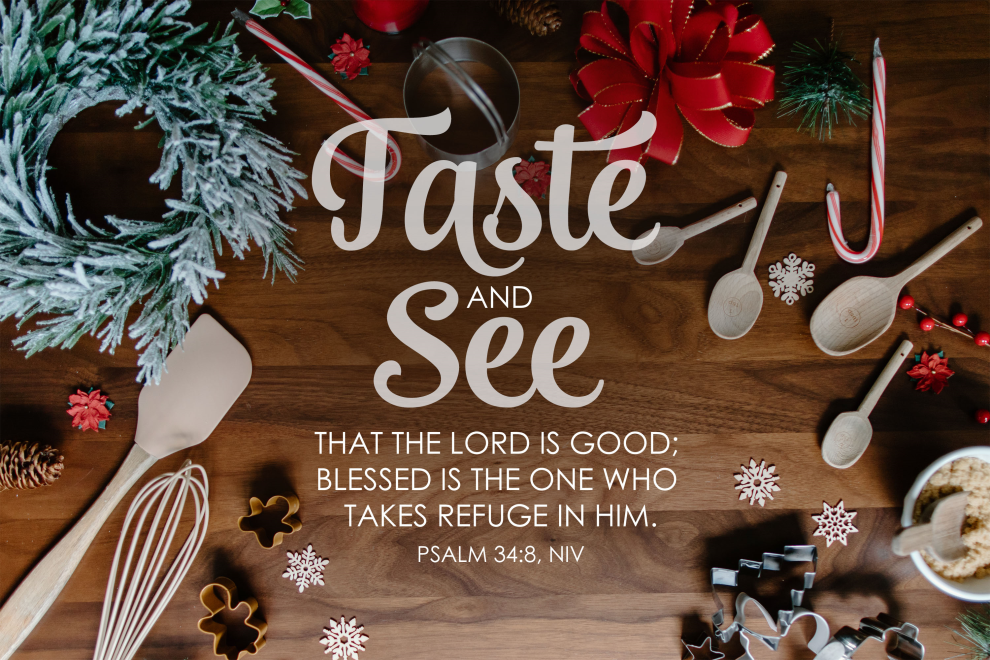 Taste
AND
See
THAT THE LORD IS GOOD;
BLESSED IS THE ONE WHO
TAKES REFUGE IN HIM.
PSALM 34:8, NIV